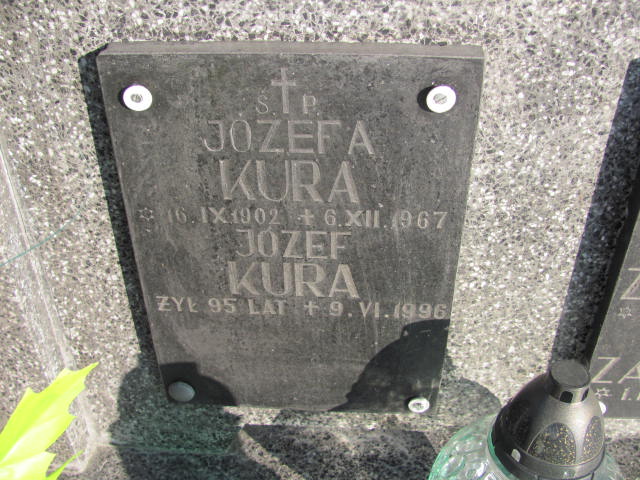 Ś † P.
JÓZEFA
KURA
* 16.IX.1902 + 6.XII.1967
JÓZEF
KURA
ŻYŁ 95 LAT + 9.VI.1996